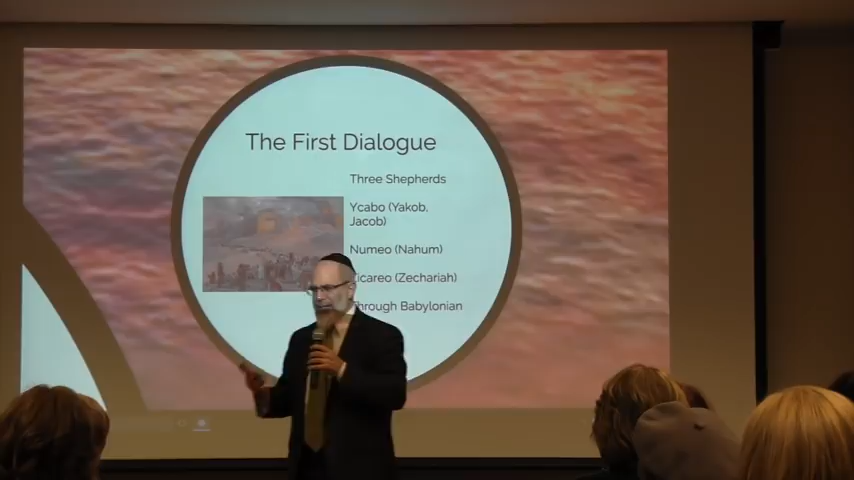 The First Dialogue
Three Shepherds
Ycabo (Yakob,
Jacob)
Numeo (Nahum)
(Zechariah)
Through Babylonian